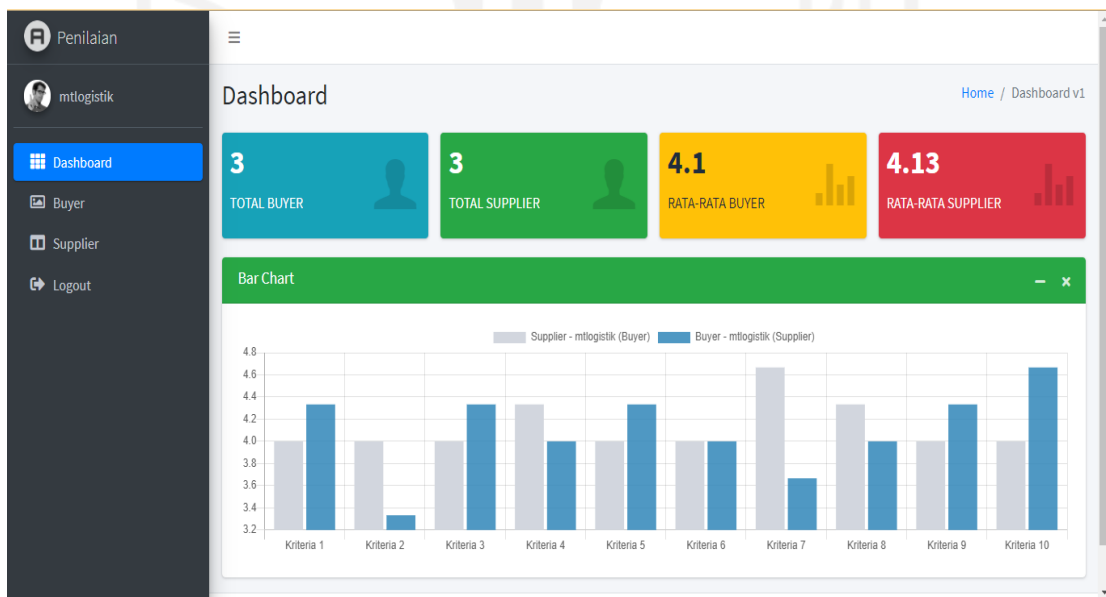 Penilaian
mtlogistik
Dashboard
Buyer
Supplier
Logout
Dashboard
Home / Dashboard v1
3
TOTAL BUYER
3
TOTAL SUPPLIER
4.1
RATA-RATA BUYER
4.13
RATA-RATA SUPPLIER
Bar Chart
Supplier - mtlogistik (Buyer) Buyer - mtlogistik (Supplier)
4.8
4.6
4.4
4.2
4.0
3.8
3.6
3.4
3.2
Kriteria 1 Kriteria 2 Kriteria 3 Kriteria 4 Kriteria 5 Kriteria 6 Kriteria 7 Kriteria 8 Kriteria 9 Kriteria 10